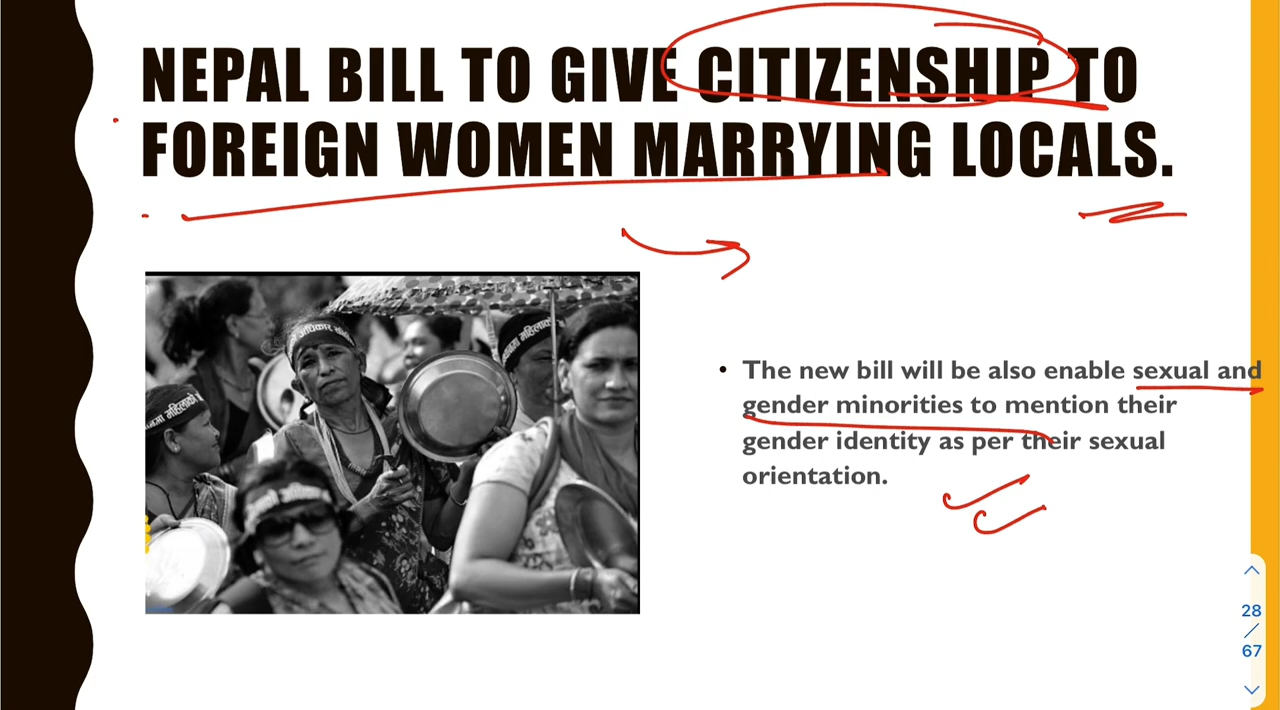 NEPAL BILL TO GIVE CITIZENSHIP TO
FOREIGN WOMEN MARRYING LOCALS.
• The new bill will be also enable sexual and
gender minorities to mention their
gender identity as per their sexual
orientation.
28
/
67